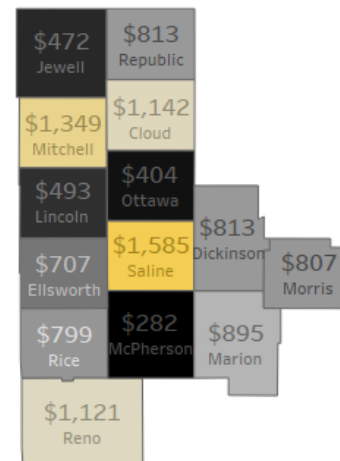 $472
Jewell
$813
Republic
$1,349
Mitchell
$1,142
Cloud
$493
Lincoln
$404
Ottawa
$813
Dickinson
$707
Ellsworth
$1,585
Saline
$807
Morris
$799
Rice
$282
McPherson
$895
Marion
$1,121
Reno